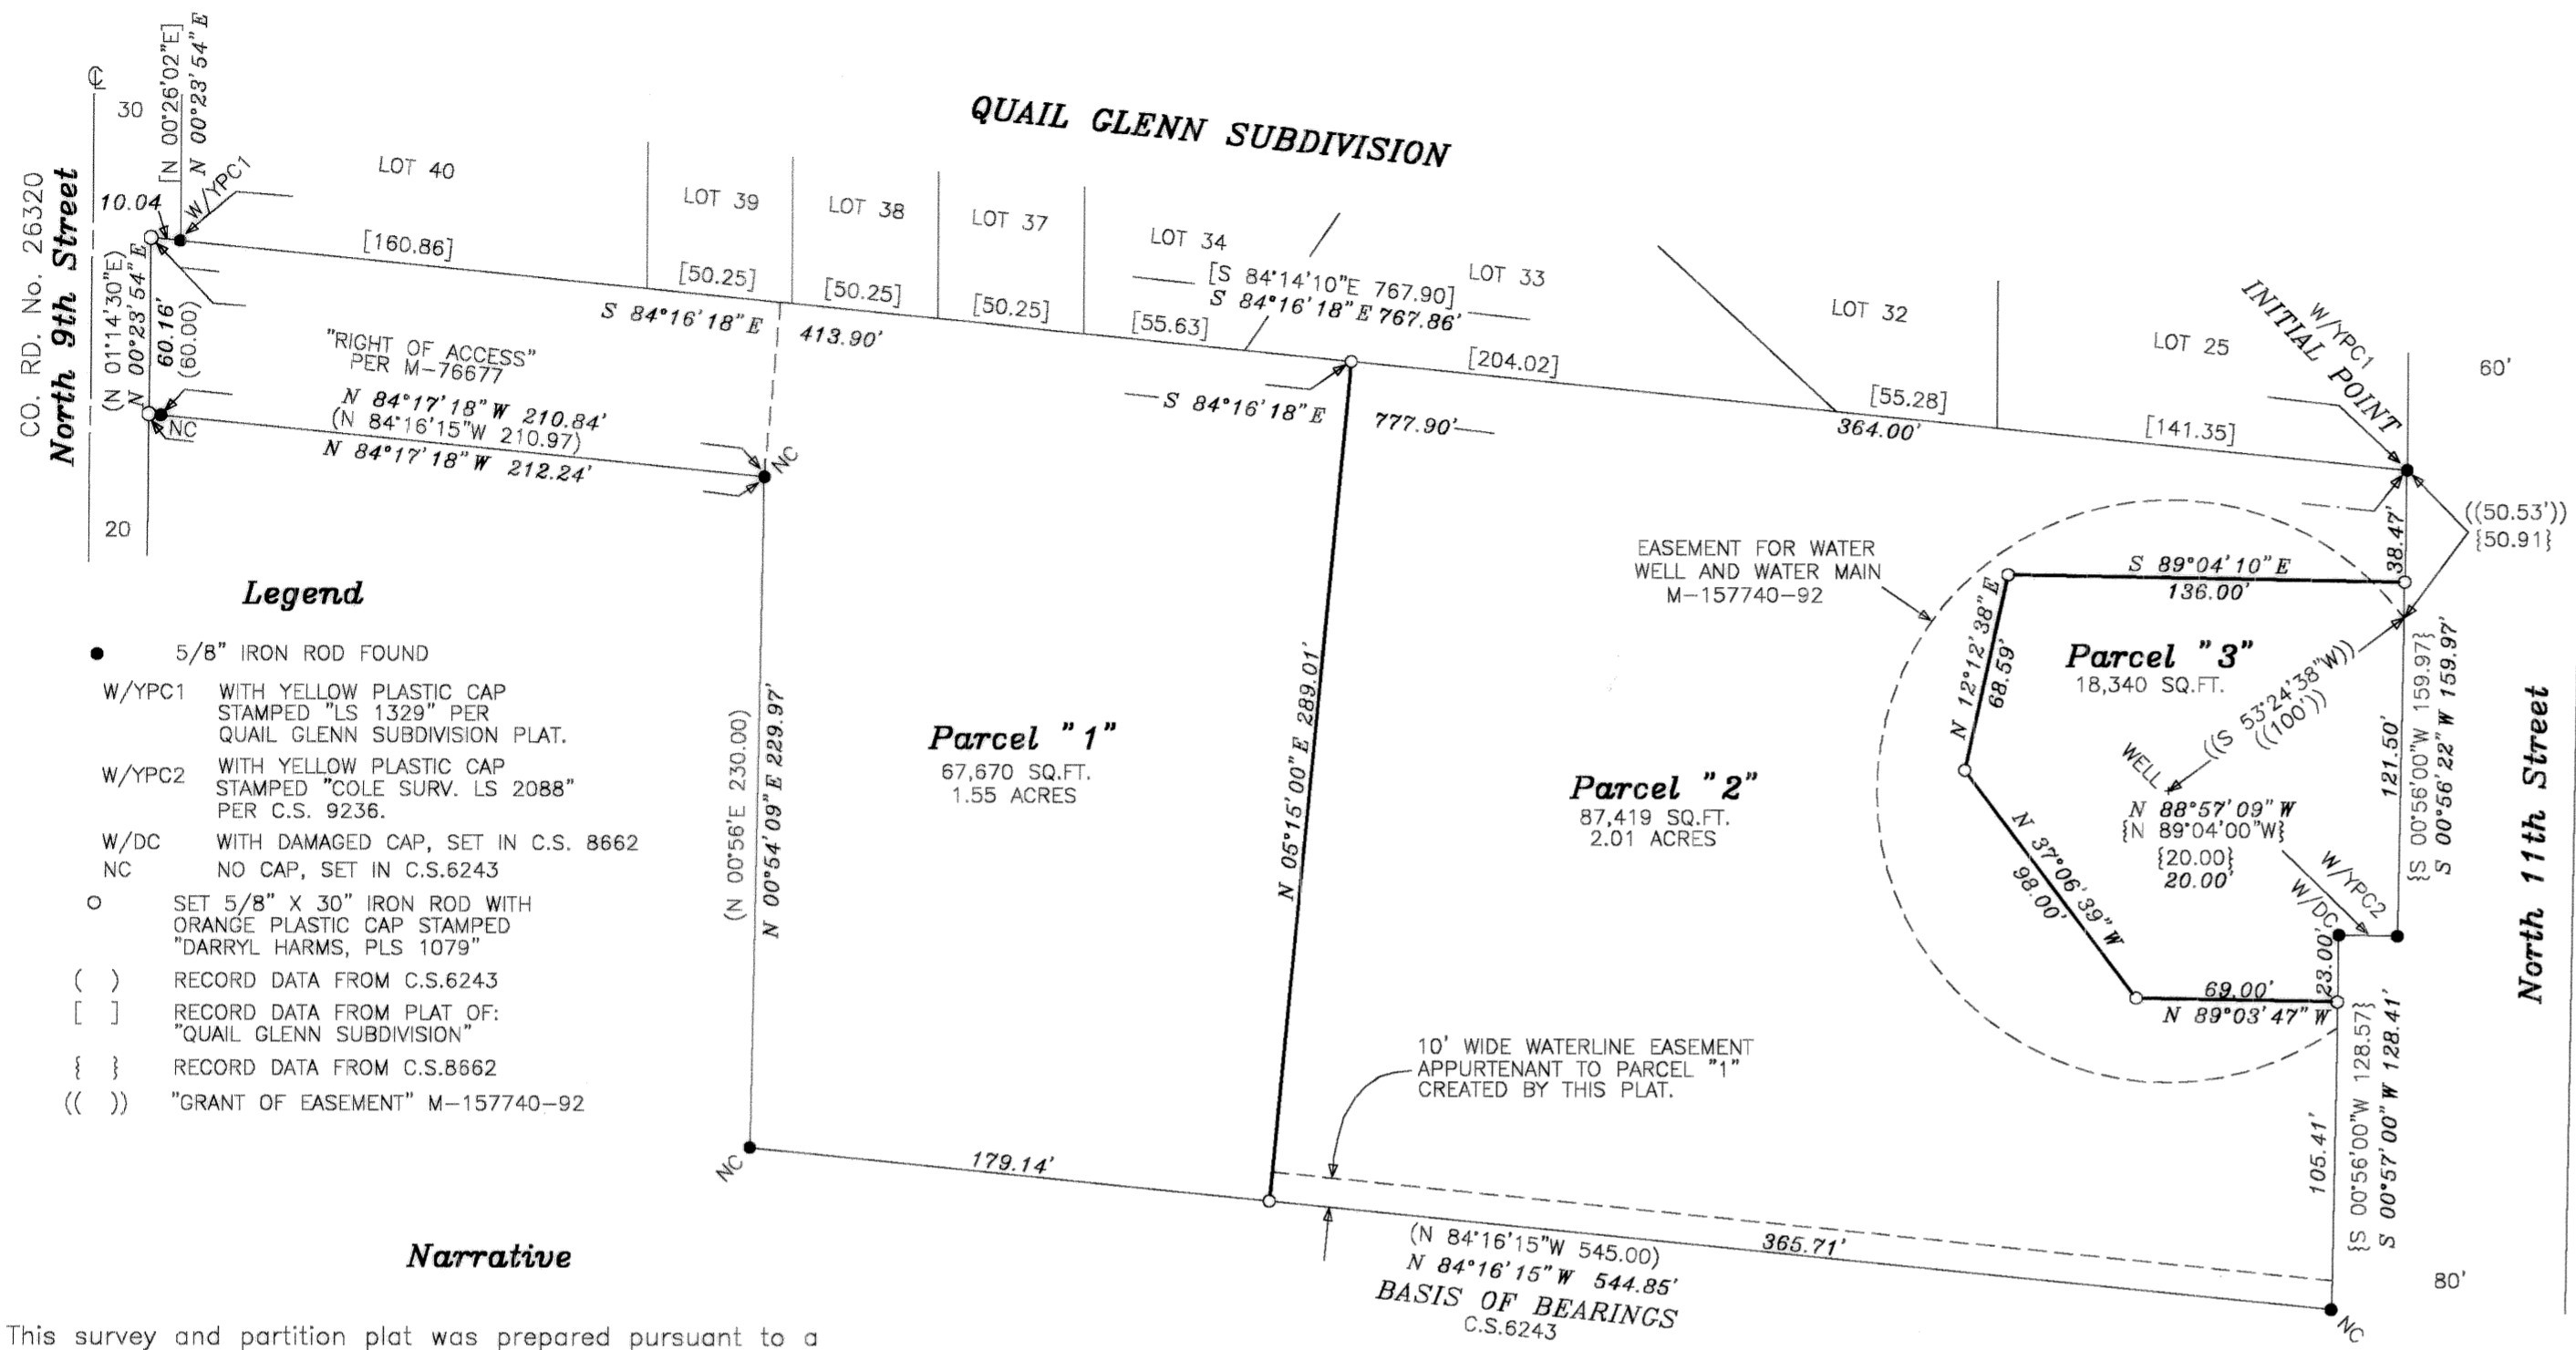 QUAIL GLENN SUBDIVISION
℄
30
[N 00°26'02"E]
N 00°23'54"E
W/YPC1
10.04
CO. RD. No. 26320
North 9th Street
(N 01°14'30"E)
N 00°23'54"E
60.16'
(60.00)
20
NC
LOT 40
LOT 39
LOT 38
LOT 37
LOT 34
LOT 33
LOT 32
LOT 25
[160.86]
[50.25]
[50.25]
[50.25]
[55.63]
[204.02]
[55.28]
[141.35]
[S 84°14'10"E 767.90]
S 84°16'18"E 767.86'
S 84°16'18"E 413.90'
S 84°16'18"E 777.90'
364.00'
"RIGHT OF ACCESS"
PER M-76677
N 84°17'18"W 210.84'
(N 84°16'15"W 210.97)
N 84°17'18"W 212.24'
NC
W/YPC1
INITIAL POINT
60'
((50.53'))
{50.91}
38.47'
EASEMENT FOR WATER
WELL AND WATER MAIN
M-157740-92
S 89°04'10"E
136.00'
N 12°12'38"E
68.59'
Parcel "3"
18,340 SQ.FT.
((S 53°24'38"W))
((100'))
WELL
121.50'
{S 00°56'00"W 159.97}
S 00°56'22"W 159.97'
North 11th Street
N 88°57'09"W
{N 89°04'00"W}
{20.00}
20.00'
W/YPC2
W/DC
N 37°06'39"W
98.00'
23.00'
69.00'
N 89°03'47"W
{S 00°56'00"W 128.57}
S 00°57'00"W 128.41'
105.41'
80'
NC
Parcel "1"
67,670 SQ.FT.
1.55 ACRES
(N 00°56'E 230.00)
N 00°54'09"E 229.97'
N 05°15'00"E 289.01'
Parcel "2"
87,419 SQ.FT.
2.01 ACRES
10' WIDE WATERLINE EASEMENT
APPURTENANT TO PARCEL "1"
CREATED BY THIS PLAT.
NC
179.14'
365.71'
(N 84°16'15"W 545.00)
N 84°16'15"W 544.85'
BASIS OF BEARINGS
C.S.6243
Legend
● 5/8" IRON ROD FOUND
W/YPC1 WITH YELLOW PLASTIC CAP
STAMPED "LS 1329" PER
QUAIL GLENN SUBDIVISION PLAT.
W/YPC2 WITH YELLOW PLASTIC CAP
STAMPED "COLE SURV. LS 2088"
PER C.S. 9236.
W/DC WITH DAMAGED CAP, SET IN C.S. 8662
NC NO CAP, SET IN C.S.6243
○ SET 5/8" X 30" IRON ROD WITH
ORANGE PLASTIC CAP STAMPED
"DARRYL HARMS, PLS 1079"
( ) RECORD DATA FROM C.S.6243
[ ] RECORD DATA FROM PLAT OF:
"QUAIL GLENN SUBDIVISION"
{ } RECORD DATA FROM C.S.8662
(( )) "GRANT OF EASEMENT" M-157740-92
Narrative
This survey and partition plat was prepared pursuant to a